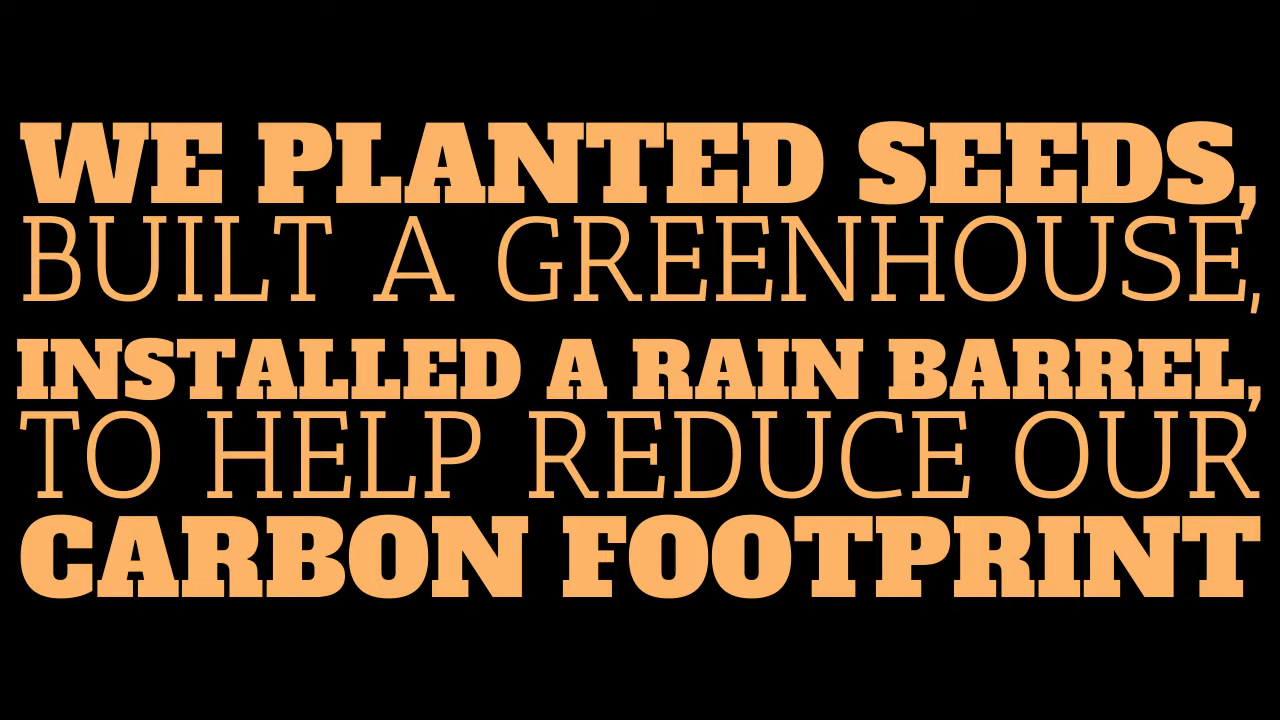 WE PLANTED SEEDS,
BUILT A GREENHOUSE,
INSTALLED A RAIN BARREL,
TO HELP REDUCE OUR
CARBON FOOTPRINT